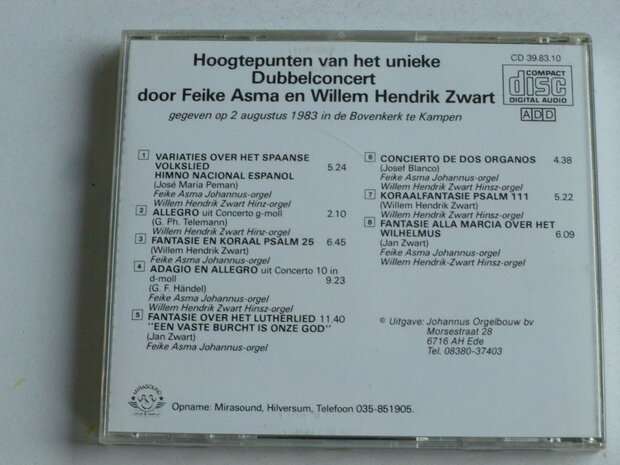 Hoogtepunten van het unieke
Dubbelconcert
door Feike Asma en Willem Hendrik Zwart
gegeven op 2 augustus 1983 in de Bovenkerk te Kampen
CD 39.83.10
COMPACT
disc
DIGITAL AUDIO
ADD
1 VARIATIES OVER HET SPAANSE
VOLKSLIED 5.24
HIMNO NACIONAL ESPANOL
(José Maria Peman)
Feike Asma Johannus-orgel
Willem Hendrik Zwart Hinz-orgel
2 ALLEGRO uit Concerto g-moll 2.10
(G. Ph. Telemann)
Willem Hendrik Zwart Hinz-orgel
3 FANTASIE EN KORAAL PSALM 25 6.45
(Willem Hendrik Zwart)
Feike Asma Johannus-orgel
4 ADAGIO EN ALLEGRO uit Concerto 10 in
d-moll 9.23
(G. F. Händel)
Feike Asma Johannus-orgel
Willem Hendrik Zwart Hinsz-orgel
5 FANTASIE OVER HET LUTHERLIED 11.40
"EEN VASTE BURCHT IS ONZE GOD"
(Jan Zwart)
Feike Asma Johannus-orgel
6 CONCIERTO DE DOS ORGANOS 4.38
(Josef Blanco)
Feike Asma Johannus-orgel
Willem Hendrik Zwart Hinsz-orgel
7 KORAALFANTASIE PSALM 111 5.22
(Willem Hendrik Zwart)
Willem Hendrik Zwart Hinsz-orgel
8 FANTASIE ALLA MARCIA OVER HET
WILHELMUS 6.09
(Jan Zwart)
Feike Asma Johannus-orgel
Willem Hendrik Zwart Hinsz-orgel
© Uitgave: Johannus Orgelbouw bv
Morsestraat 28
6716 AH Ede
Tel. 08380-37403
MIRASOUND
Opname: Mirasound, Hilversum, Telefoon 035-851905.